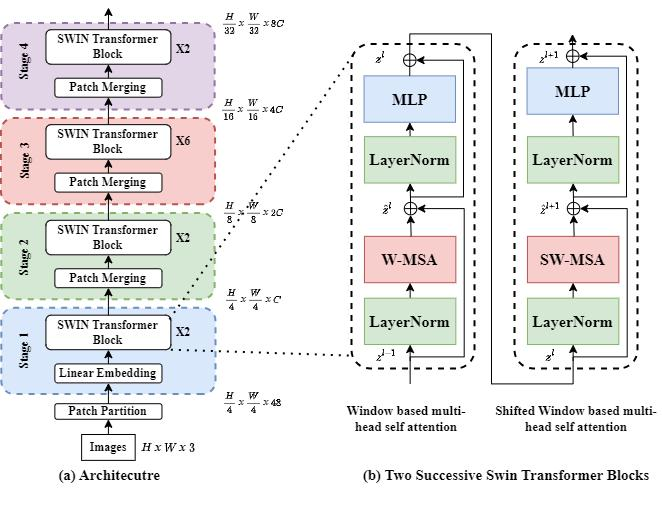 H/32 x W/32 x 8C
Stage 4
SWIN Transformer
Block
X2
Patch Merging
H/16 x W/16 x 4C
Stage 3
SWIN Transformer
Block
X6
Patch Merging
H/8 x W/8 x 2C
Stage 2
SWIN Transformer
Block
X2
Patch Merging
H/4 x W/4 x C
Stage 1
SWIN Transformer
Block
X2
Linear Embedding
H/4 x W/4 x 48
Patch Partition
Images
H x W x 3
(a) Architecutre
z^l
MLP
LayerNorm
ẑ^l
W-MSA
LayerNorm
z^{l-1}
Window based multi-
head self attention
z^{l+1}
MLP
LayerNorm
ẑ^{l+1}
SW-MSA
LayerNorm
z^l
Shifted Window based multi-
head self attention
(b) Two Successive Swin Transformer Blocks